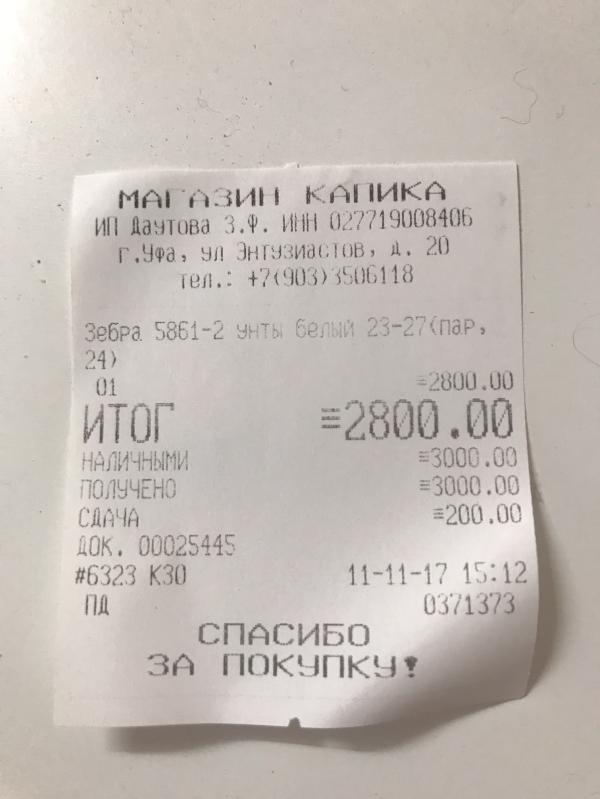 МАГАЗИН КАПИКА
ИП Даутова З.Ф. ИНН 027719008406
г.Уфа, ул Энтузиастов, д. 20
тел.: +7(903)3506118
Зебра 5861-2 унты белый 23-27(пар,
24)
01 =2800.00
ИТОГ =2800.00
НАЛИЧНЫМИ =3000.00
ПОЛУЧЕНО =3000.00
СДАЧА =200.00
ДОК. 00025445
#6323 К30 11-11-17 15:12
ПД 0371373
СПАСИБО
ЗА ПОКУПКУ!